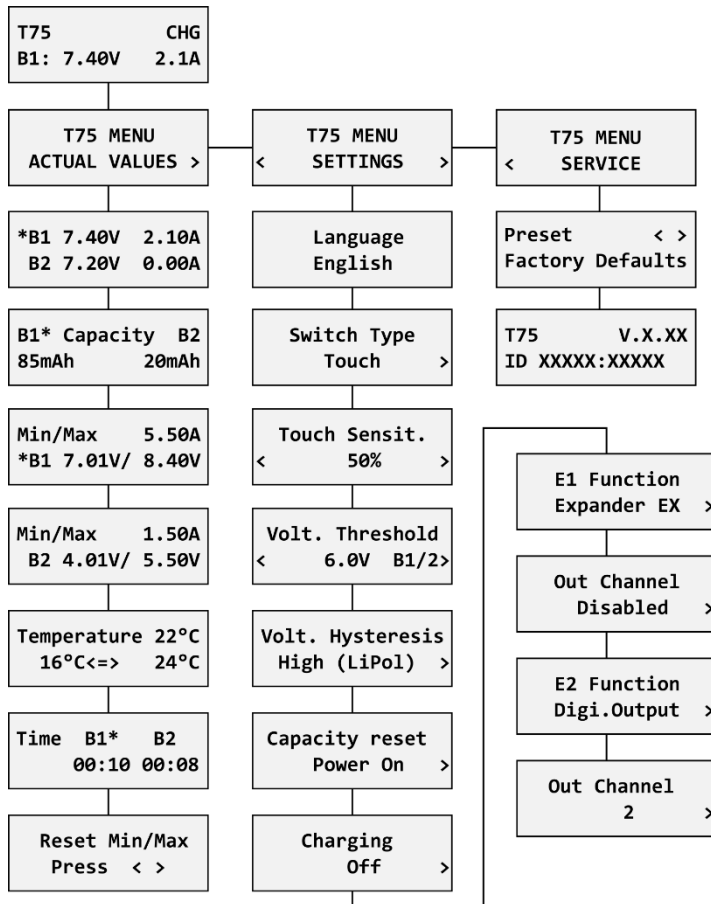 T75 CHG
B1: 7.40V 2.1A
T75 MENU
ACTUAL VALUES >
*B1 7.40V 2.10A
B2 7.20V 0.00A
B1* Capacity B2
85mAh 20mAh
Min/Max 5.50A
*B1 7.01V/ 8.40V
Min/Max 1.50A
B2 4.01V/ 5.50V
Temperature 22°C
16°C<=> 24°C
Time B1* B2
00:10 00:08
Reset Min/Max
Press < >
T75 MENU
< SETTINGS >
Language
English
Switch Type
Touch >
Touch Sensit.
< 50% >
Volt. Threshold
< 6.0V B1/2>
Volt. Hysteresis
High (LiPol) >
Capacity reset
Power On >
Charging
Off >
T75 MENU
< SERVICE
Preset < >
Factory Defaults
T75 V.X.XX
ID XXXXX:XXXXX
E1 Function
Expander EX >
Out Channel
Disabled >
E2 Function
Digi.Output >
Out Channel
2 >